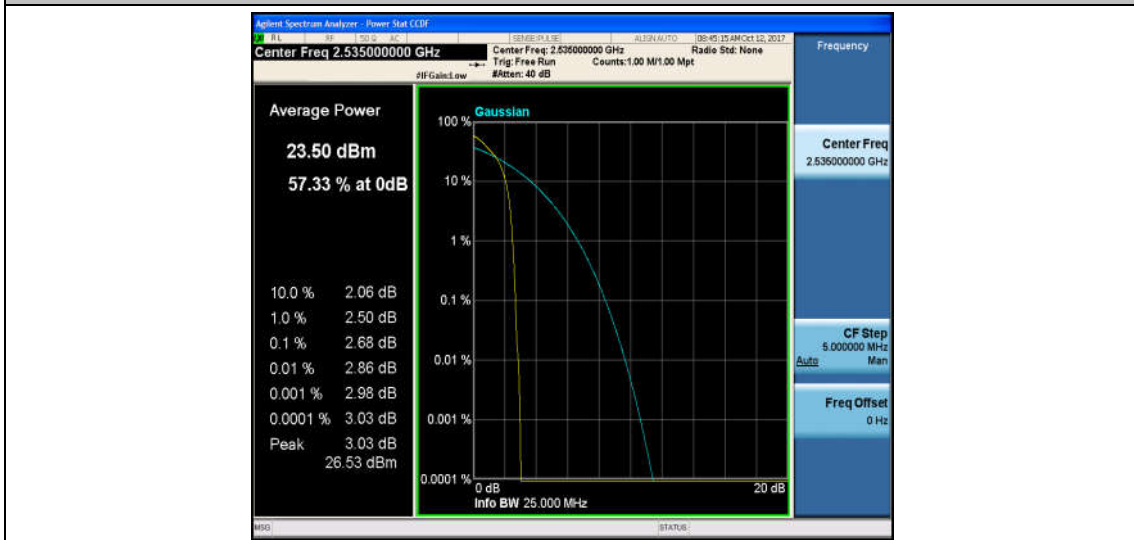 Agilent Spectrum Analyzer - Power Stat CCDF
RL RF 50 Ω AC SENSE:PULSE ALIGN AUTO 08:45:15 AM Oct 12, 2017
Center Freq 2.535000000 GHz
Center Freq: 2.535000000 GHz Radio Std: None
Trig: Free Run Counts:1.00 M/1.00 Mpt
#IFGain:Low #Atten: 40 dB
Frequency
Average Power
23.50 dBm
57.33 % at 0dB
10.0 % 2.06 dB
1.0 % 2.50 dB
0.1 % 2.68 dB
0.01 % 2.86 dB
0.001 % 2.98 dB
0.0001 % 3.03 dB
Peak 3.03 dB
26.53 dBm
Gaussian
100 %
10 %
1 %
0.1 %
0.01 %
0.001 %
0.0001 %
0 dB 20 dB
Info BW 25.000 MHz
Center Freq
2.535000000 GHz
CF Step
5.000000 MHz
Auto Man
Freq Offset
0 Hz
MSG STATUS